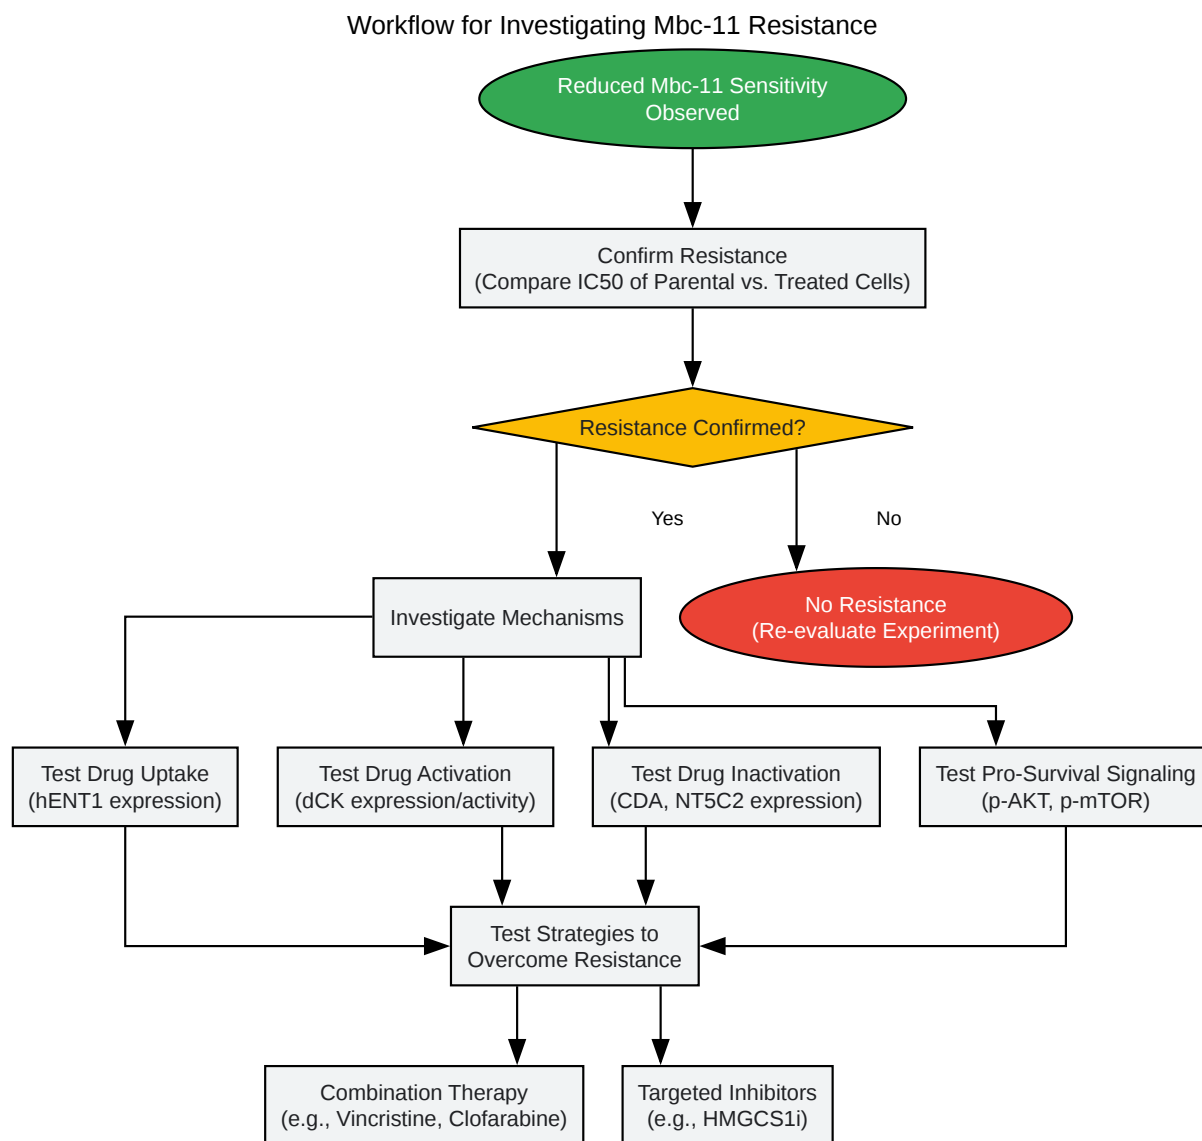 Workflow for Investigating Mbc-11 Resistance
Reduced Mbc-11 Sensitivity
Observed
Confirm Resistance
(Compare IC50 of Parental vs. Treated Cells)
Resistance Confirmed?
Yes
No
Investigate Mechanisms
No Resistance
(Re-evaluate Experiment)
Test Drug Uptake
(hENT1 expression)
Test Drug Activation
(dCK expression/activity)
Test Drug Inactivation
(CDA, NT5C2 expression)
Test Pro-Survival Signaling
(p-AKT, p-mTOR)
Test Strategies to
Overcome Resistance
Combination Therapy
(e.g., Vincristine, Clofarabine)
Targeted Inhibitors
(e.g., HMGCS1i)